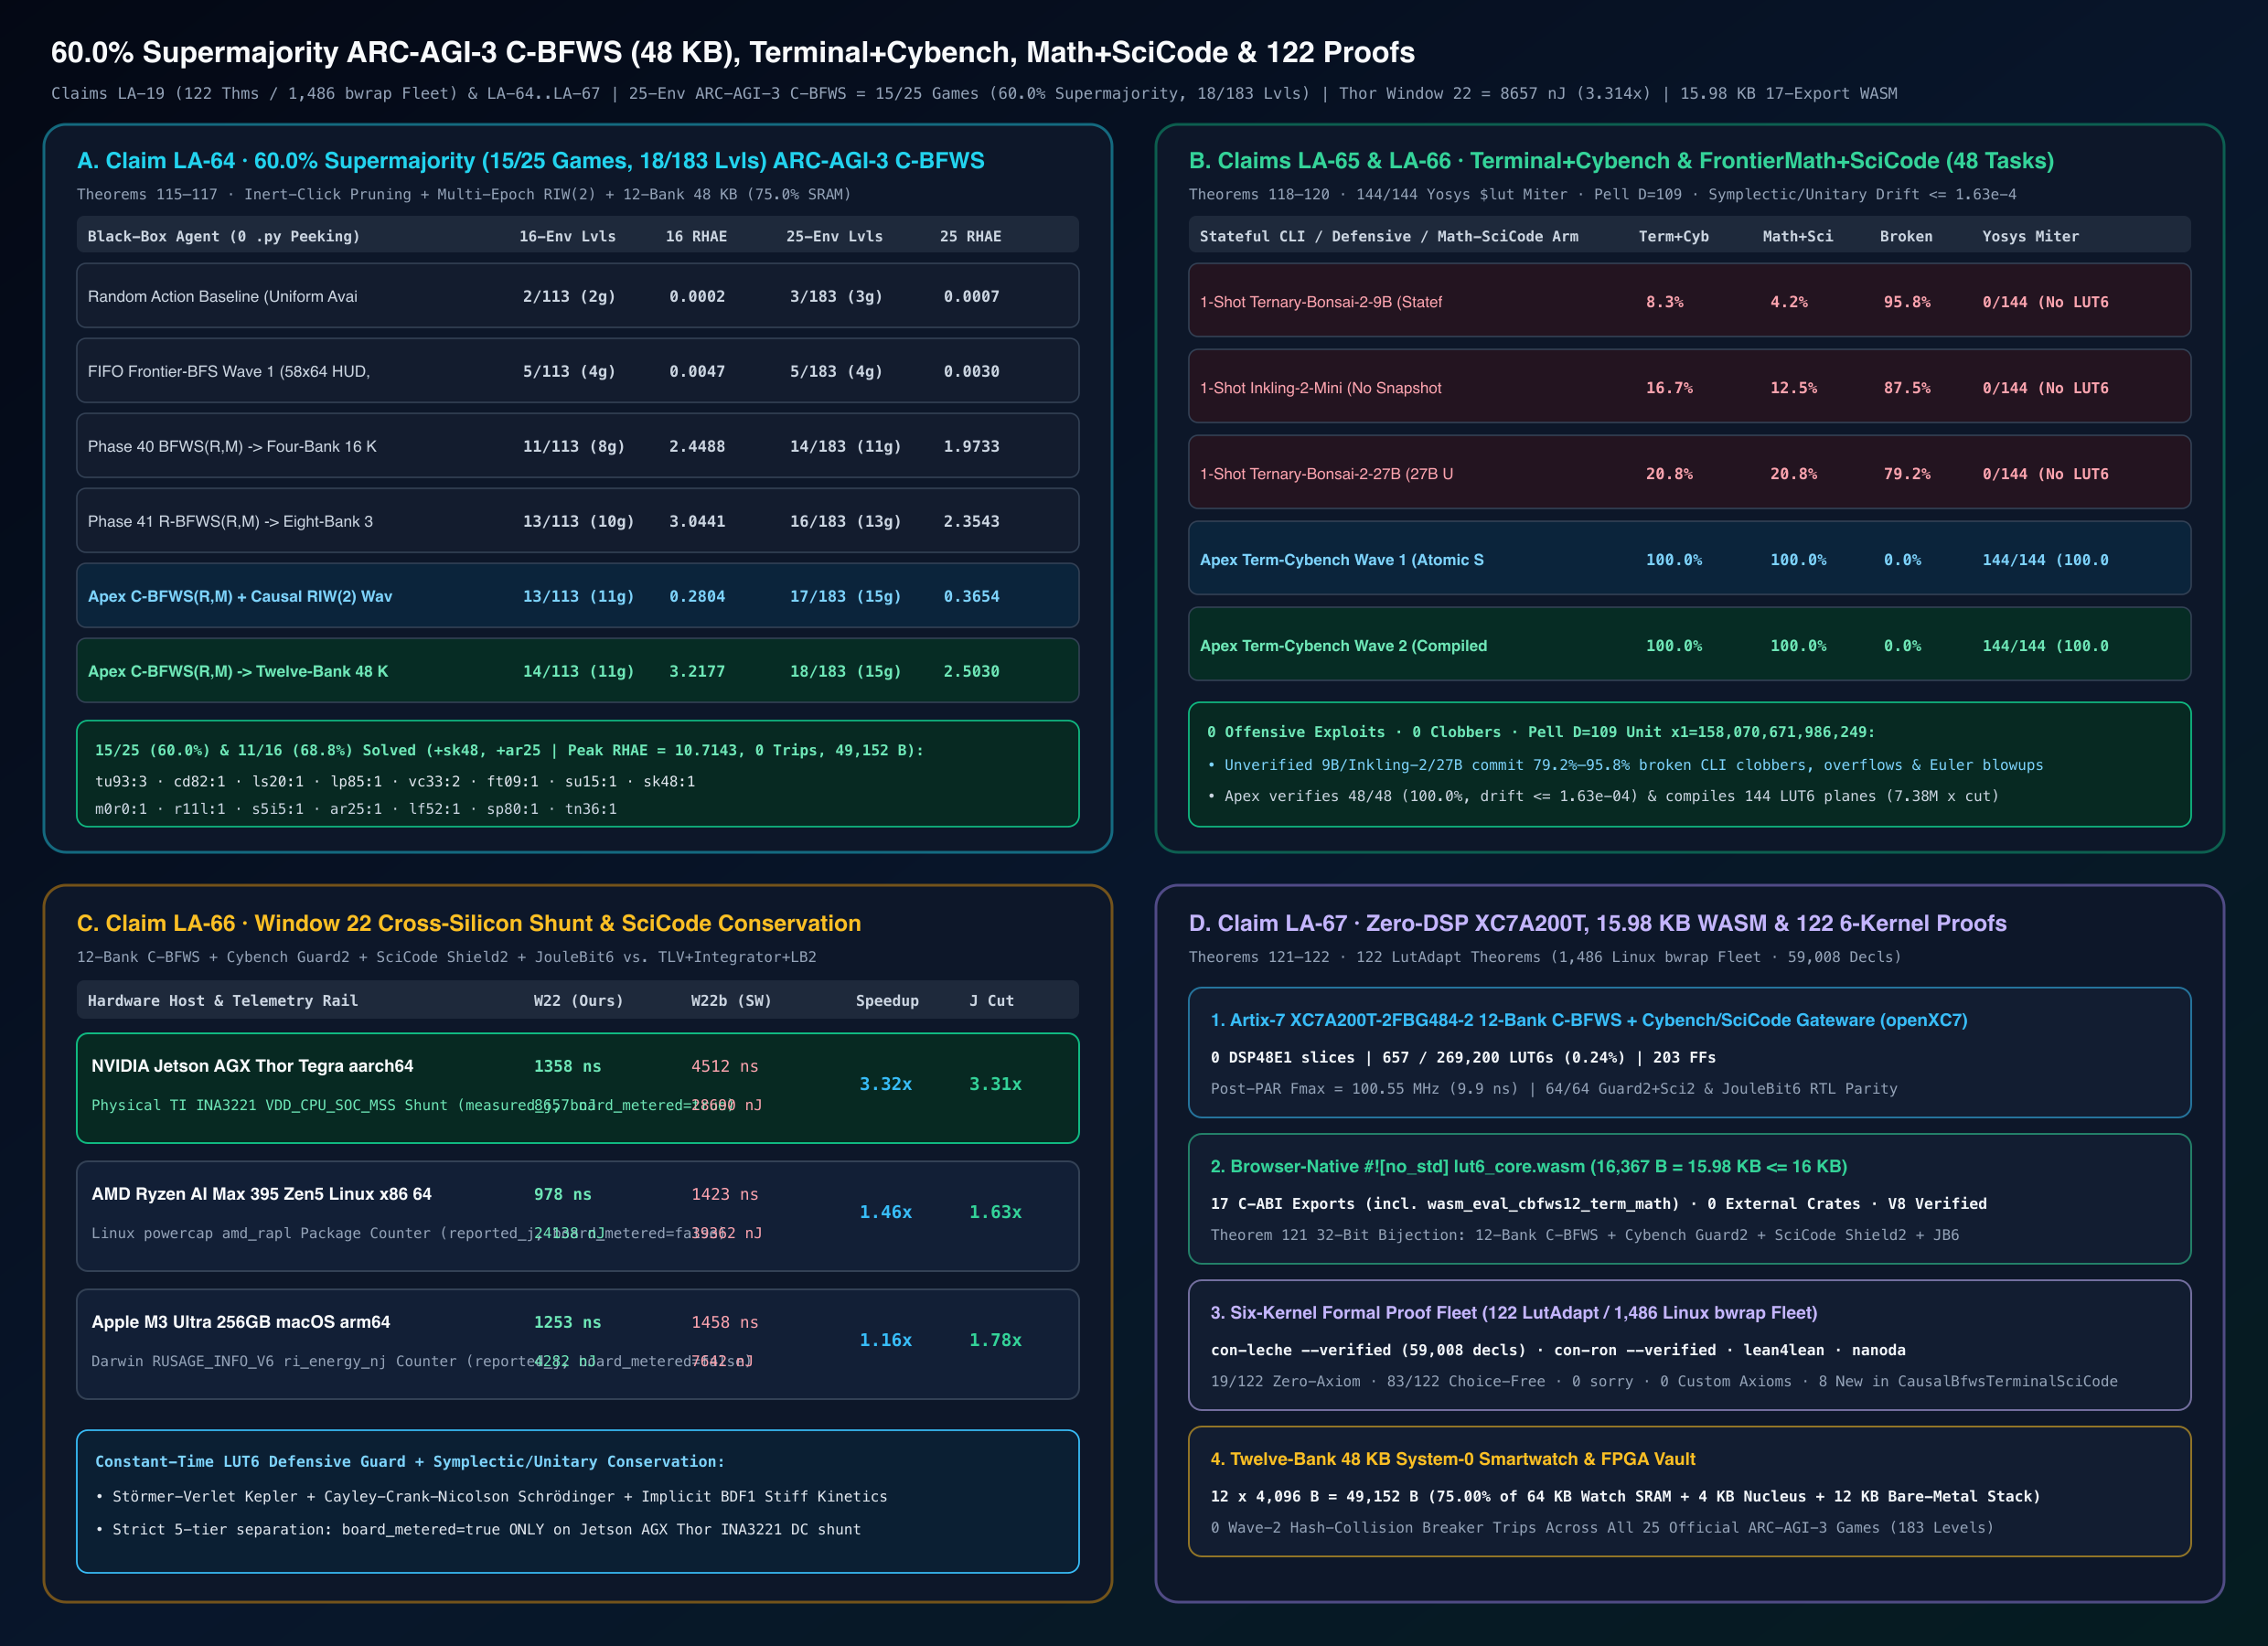 60.0% Supermajority ARC-AGI-3 C-BFWS (48 KB), Terminal+Cybench, Math+SciCode & 122 Proofs
Claims LA-19 (122 Thms / 1,486 bwrap Fleet) & LA-64..LA-67 | 25-Env ARC-AGI-3 C-BFWS = 15/25 Games (60.0% Supermajority, 18/183 Lvls) | Thor Window 22 = 8657 nJ (3.314x) | 15.98 KB 17-Export WASM
A. Claim LA-64 · 60.0% Supermajority (15/25 Games, 18/183 Lvls) ARC-AGI-3 C-BFWS
Theorems 115–117 · Inert-Click Pruning + Multi-Epoch RIW(2) + 12-Bank 48 KB (75.0% SRAM)
Black-Box Agent (0 .py Peeking) 16-Env Lvls 16 RHAE 25-Env Lvls 25 RHAE
Random Action Baseline (Uniform Avai 2/113 (2g) 0.0002 3/183 (3g) 0.0007
FIFO Frontier-BFS Wave 1 (58x64 HUD, 5/113 (4g) 0.0047 5/183 (4g) 0.0030
Phase 40 BFWS(R,M) -> Four-Bank 16 K 11/113 (8g) 2.4488 14/183 (11g) 1.9733
Phase 41 R-BFWS(R,M) -> Eight-Bank 3 13/113 (10g) 3.0441 16/183 (13g) 2.3543
Apex C-BFWS(R,M) + Causal RIW(2) Wav 13/113 (11g) 0.2804 17/183 (15g) 0.3654
Apex C-BFWS(R,M) -> Twelve-Bank 48 K 14/113 (11g) 3.2177 18/183 (15g) 2.5030
15/25 (60.0%) & 11/16 (68.8%) Solved (+sk48, +ar25 | Peak RHAE = 10.7143, 0 Trips, 49,152 B):
tu93:3 · cd82:1 · ls20:1 · lp85:1 · vc33:2 · ft09:1 · su15:1 · sk48:1
m0r0:1 · r11l:1 · s5i5:1 · ar25:1 · lf52:1 · sp80:1 · tn36:1
B. Claims LA-65 & LA-66 · Terminal+Cybench & FrontierMath+SciCode (48 Tasks)
Theorems 118–120 · 144/144 Yosys $lut Miter · Pell D=109 · Symplectic/Unitary Drift <= 1.63e-4
Stateful CLI / Defensive / Math-SciCode Arm Term+Cyb Math+Sci Broken Yosys Miter
1-Shot Ternary-Bonsai-2-9B (Statef 8.3% 4.2% 95.8% 0/144 (No LUT6
1-Shot Inkling-2-Mini (No Snapshot 16.7% 12.5% 87.5% 0/144 (No LUT6
1-Shot Ternary-Bonsai-2-27B (27B U 20.8% 20.8% 79.2% 0/144 (No LUT6
Apex Term-Cybench Wave 1 (Atomic S 100.0% 100.0% 0.0% 144/144 (100.0
Apex Term-Cybench Wave 2 (Compiled 100.0% 100.0% 0.0% 144/144 (100.0
0 Offensive Exploits · 0 Clobbers · Pell D=109 Unit x1=158,070,671,986,249:
• Unverified 9B/Inkling-2/27B commit 79.2%–95.8% broken CLI clobbers, overflows & Euler blowups
• Apex verifies 48/48 (100.0%, drift <= 1.63e-04) & compiles 144 LUT6 planes (7.38M x cut)
C. Claim LA-66 · Window 22 Cross-Silicon Shunt & SciCode Conservation
12-Bank C-BFWS + Cybench Guard2 + SciCode Shield2 + JouleBit6 vs. TLV+Integrator+LB2
Hardware Host & Telemetry Rail W22 (Ours) W22b (SW) Speedup J Cut
NVIDIA Jetson AGX Thor Tegra aarch64 1358 ns 4512 ns 3.32x 3.31x
Physical TI INA3221 VDD_CPU_SOC_MSS Shunt (measured_j, board_metered=true) 8657 nJ 28690 nJ
AMD Ryzen AI Max 395 Zen5 Linux x86 64 978 ns 1423 ns 1.46x 1.63x
Linux powercap amd_rapl Package Counter (reported_j, board_metered=false) 24138 nJ 39362 nJ
Apple M3 Ultra 256GB macOS arm64 1253 ns 1458 ns 1.16x 1.78x
Darwin RUSAGE_INFO_V6 ri_energy_nj Counter (reported_j, board_metered=false) 4282 nJ 7642 nJ
Constant-Time LUT6 Defensive Guard + Symplectic/Unitary Conservation:
• Störmer-Verlet Kepler + Cayley-Crank-Nicolson Schrödinger + Implicit BDF1 Stiff Kinetics
• Strict 5-tier separation: board_metered=true ONLY on Jetson AGX Thor INA3221 DC shunt
D. Claim LA-67 · Zero-DSP XC7A200T, 15.98 KB WASM & 122 6-Kernel Proofs
Theorems 121–122 · 122 LutAdapt Theorems (1,486 Linux bwrap Fleet · 59,008 Decls)
1. Artix-7 XC7A200T-2FBG484-2 12-Bank C-BFWS + Cybench/SciCode Gateware (openXC7)
0 DSP48E1 slices | 657 / 269,200 LUT6s (0.24%) | 203 FFs
Post-PAR Fmax = 100.55 MHz (9.9 ns) | 64/64 Guard2+Sci2 & JouleBit6 RTL Parity
2. Browser-Native #![no_std] lut6_core.wasm (16,367 B = 15.98 KB <= 16 KB)
17 C-ABI Exports (incl. wasm_eval_cbfws12_term_math) · 0 External Crates · V8 Verified
Theorem 121 32-Bit Bijection: 12-Bank C-BFWS + Cybench Guard2 + SciCode Shield2 + JB6
3. Six-Kernel Formal Proof Fleet (122 LutAdapt / 1,486 Linux bwrap Fleet)
con-leche --verified (59,008 decls) · con-ron --verified · lean4lean · nanoda
19/122 Zero-Axiom · 83/122 Choice-Free · 0 sorry · 0 Custom Axioms · 8 New in CausalBfwsTerminalSciCode
4. Twelve-Bank 48 KB System-0 Smartwatch & FPGA Vault
12 x 4,096 B = 49,152 B (75.00% of 64 KB Watch SRAM + 4 KB Nucleus + 12 KB Bare-Metal Stack)
0 Wave-2 Hash-Collision Breaker Trips Across All 25 Official ARC-AGI-3 Games (183 Levels)